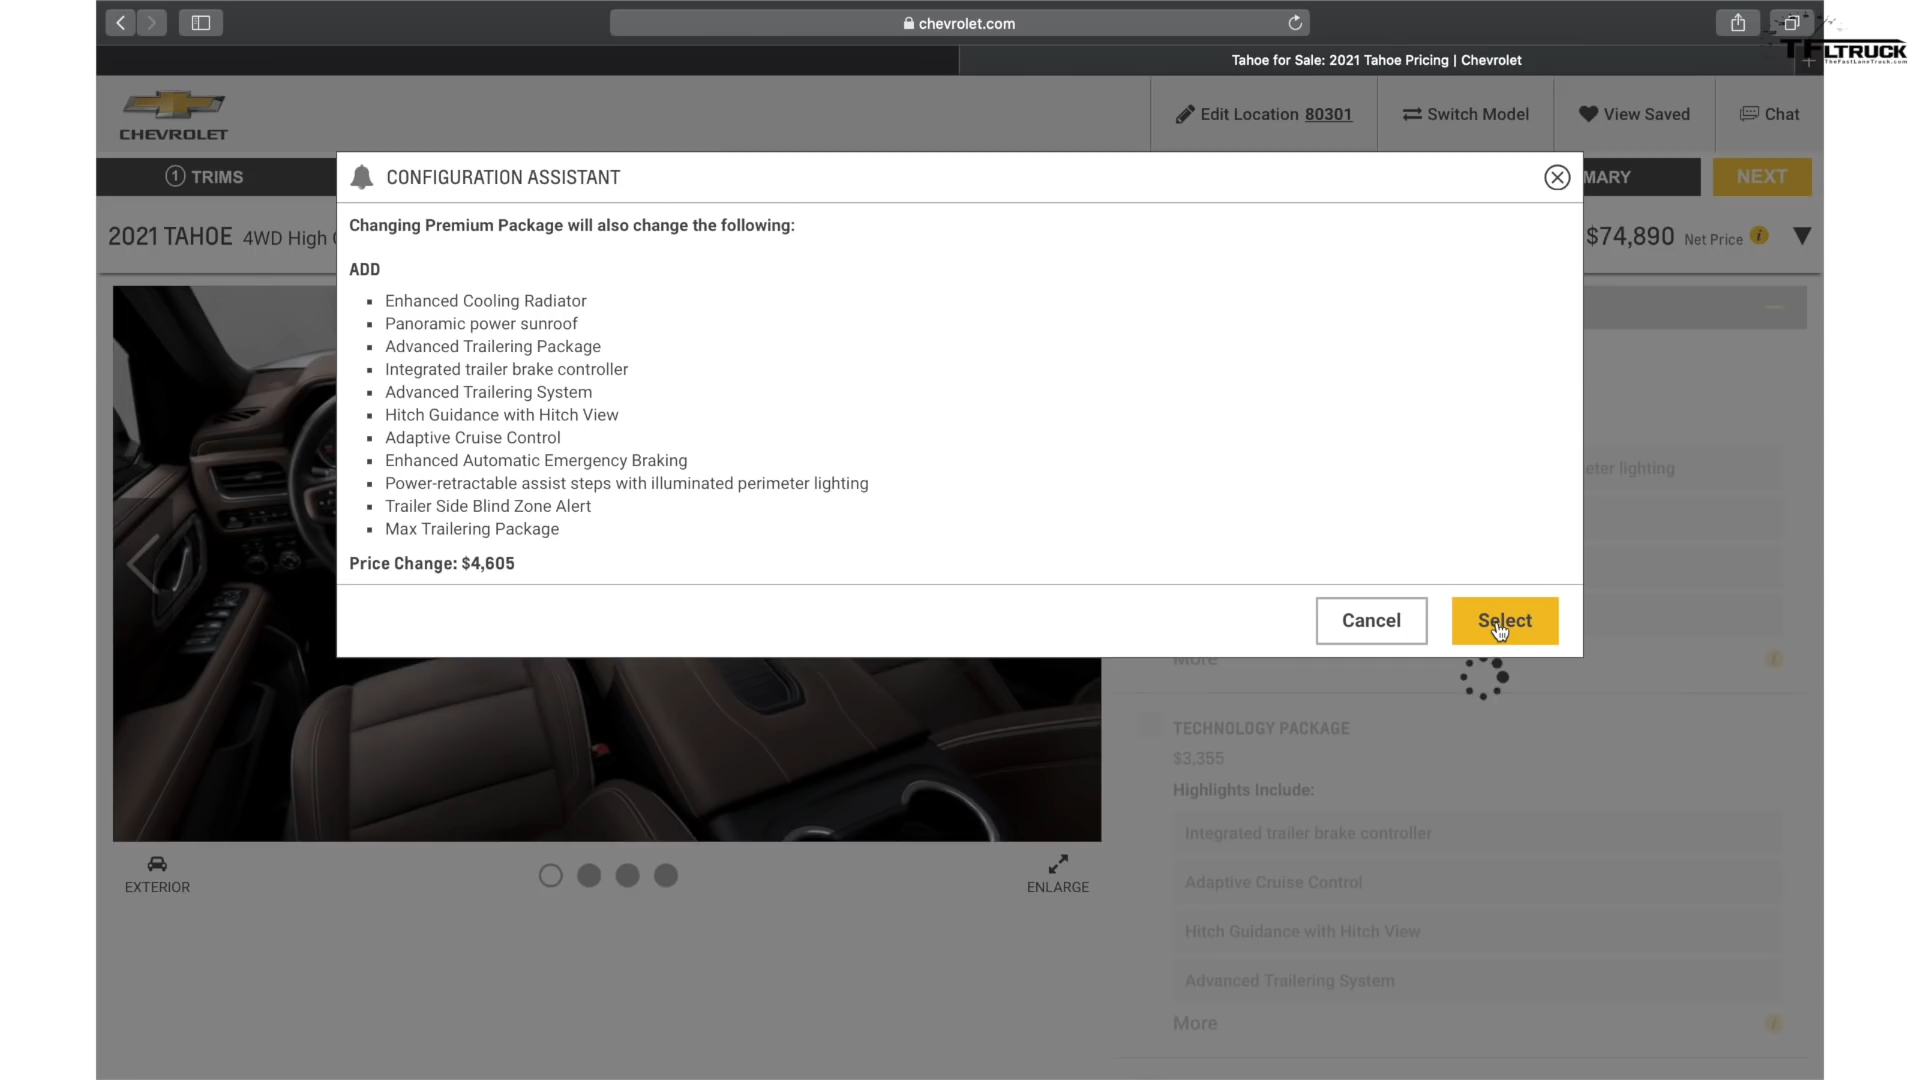 chevrolet.com
Tahoe for Sale: 2021 Tahoe Pricing | Chevrolet
TFLTRUCK
TheFastLaneTruck.com
CHEVROLET
Edit Location 80301
Switch Model
View Saved
Chat
1 TRIMS
MARY
NEXT
2021 TAHOE 4WD High
$74,890 Net Price
CONFIGURATION ASSISTANT
Changing Premium Package will also change the following:
ADD
Enhanced Cooling Radiator
Panoramic power sunroof
Advanced Trailering Package
Integrated trailer brake controller
Advanced Trailering System
Hitch Guidance with Hitch View
Adaptive Cruise Control
Enhanced Automatic Emergency Braking
Power-retractable assist steps with illuminated perimeter lighting
Trailer Side Blind Zone Alert
Max Trailering Package
Price Change: $4,605
Cancel
Select
eter lighting
More
TECHNOLOGY PACKAGE
$3,355
Highlights Include:
Integrated trailer brake controller
Adaptive Cruise Control
Hitch Guidance with Hitch View
Advanced Trailering System
More
EXTERIOR
ENLARGE